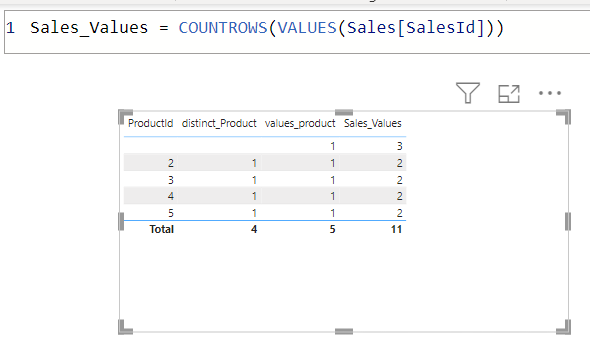 1 Sales_Values = COUNTROWS(VALUES(Sales[SalesId]))
ProductId distinct_Product values_product Sales_Values
1 3
2 1 1 2
3 1 1 2
4 1 1 2
5 1 1 2
Total 4 5 11